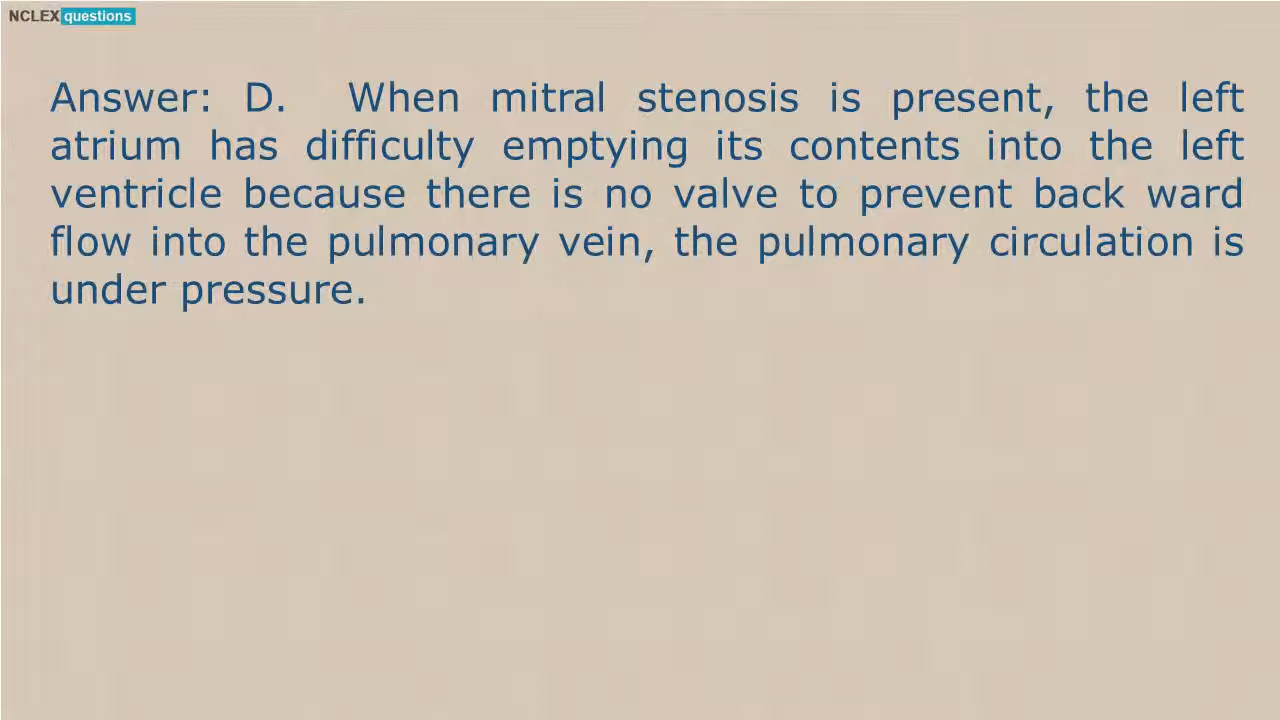 NCLEX questions
Answer: D. When mitral stenosis is present, the left
atrium has difficulty emptying its contents into the left
ventricle because there is no valve to prevent back ward
flow into the pulmonary vein, the pulmonary circulation is
under pressure.